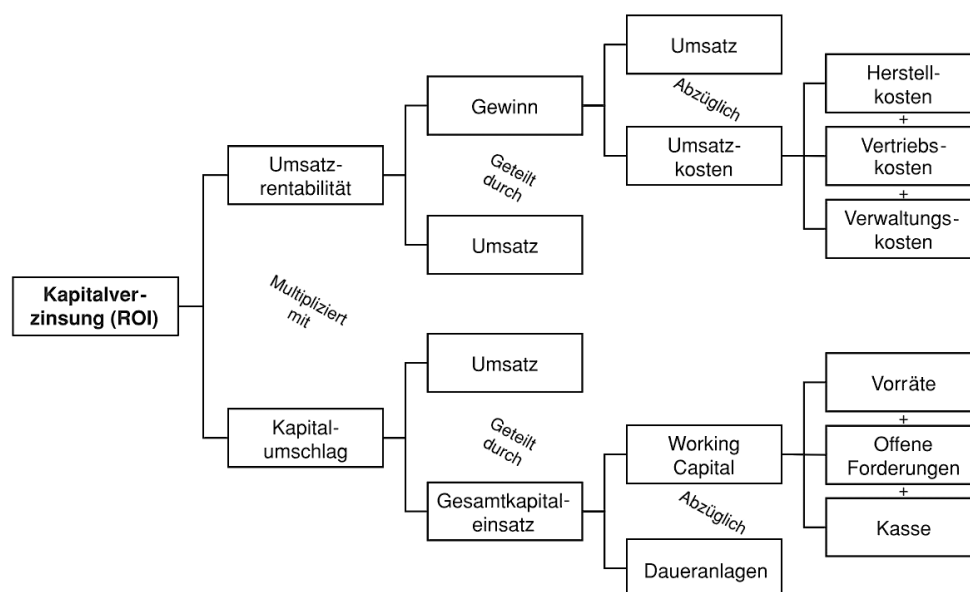 Kapitalver-
zinsung (ROI)
Umsatz-
rentabilität
Multipliziert
mit
Kapital-
umschlag
Gewinn
Geteilt
durch
Umsatz
Umsatz
Geteilt
durch
Gesamtkapital-
einsatz
Umsatz
Abzüglich
Umsatz-
kosten
Working
Capital
Abzüglich
Daueranlagen
Herstell-
kosten
+
Vertriebs-
kosten
+
Verwaltungs-
kosten
Vorräte
+
Offene
Forderungen
+
Kasse